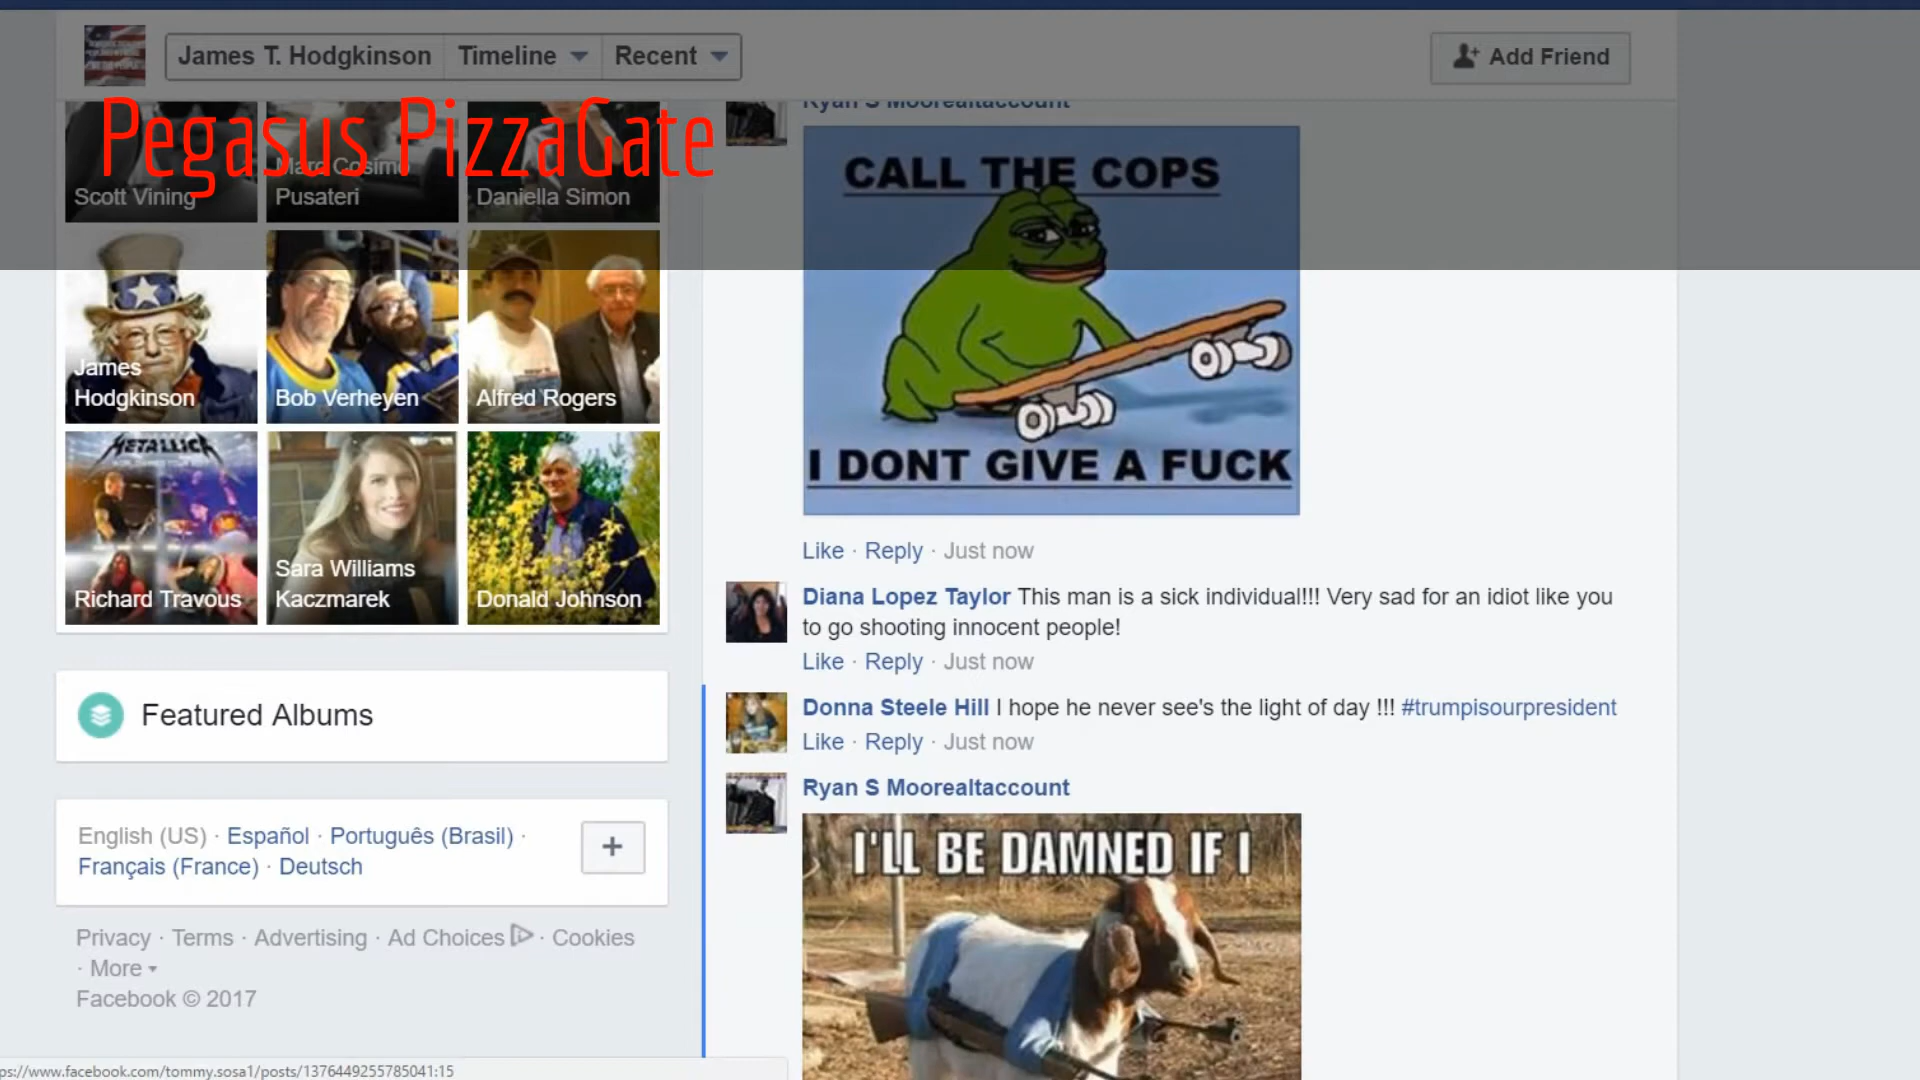 James T. Hodgkinson
Timeline
Recent
Add Friend
Pegasus PizzaGate
Scott Vining
Marc Cosimo
Pusateri
Daniella Simon
James
Hodgkinson
Bob Verheyen
Alfred Rogers
METALLICA
Richard Travous
Sara Williams
Kaczmarek
Donald Johnson
Featured Albums
English (US) · Español · Português (Brasil) ·
Français (France) · Deutsch
+
Privacy · Terms · Advertising · Ad Choices · Cookies
· More
Facebook © 2017
ps://www.facebook.com/tommy.sosa1/posts/1376449255785041:15
Ryan S Moorealtaccount
CALL THE COPS
I DONT GIVE A FUCK
Like · Reply · Just now
Diana Lopez Taylor This man is a sick individual!!! Very sad for an idiot like you
to go shooting innocent people!
Like · Reply · Just now
Donna Steele Hill I hope he never see's the light of day !!! #trumpisourpresident
Like · Reply · Just now
Ryan S Moorealtaccount
I'LL BE DAMNED IF I